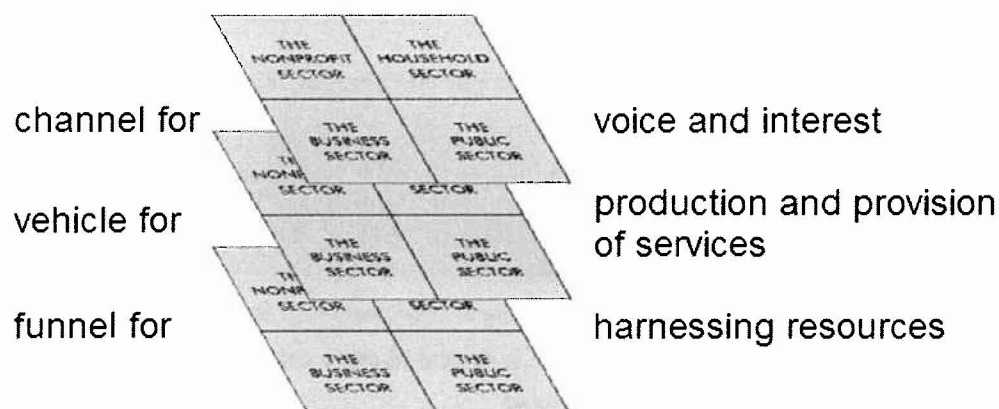 THE NONPROFIT SECTOR
THE HOUSEHOLD SECTOR
channel for
THE BUSINESS SECTOR
THE PUBLIC SECTOR
voice and interest
SECTOR
SECTOR
vehicle for
THE BUSINESS SECTOR
THE PUBLIC SECTOR
production and provision
of services
SECTOR
SECTOR
funnel for
THE BUSINESS SECTOR
THE PUBLIC SECTOR
harnessing resources